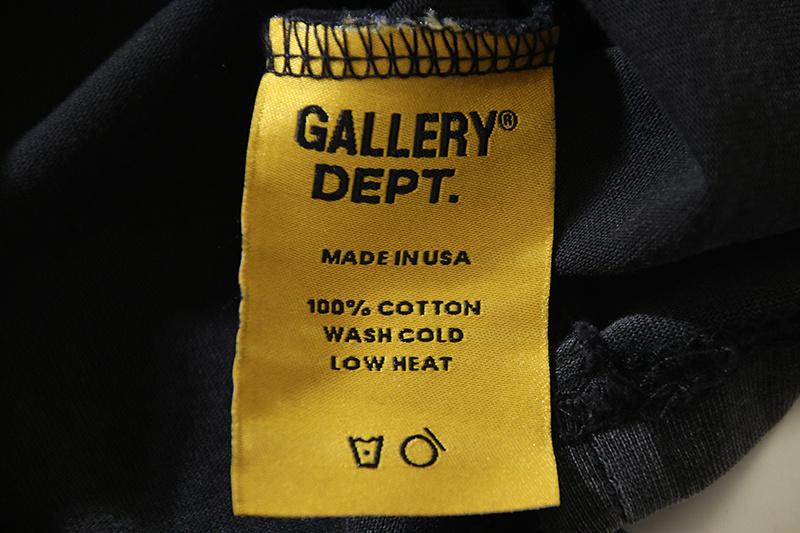 GALLERY®
DEPT.
MADE IN USA
100% COTTON
WASH COLD
LOW HEAT